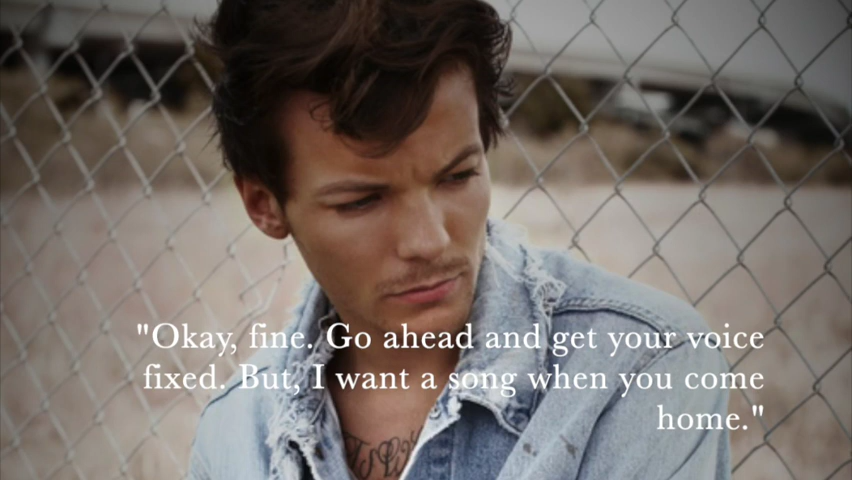 "Okay, fine. Go ahead and get your voice
fixed. But, I want a song when you come
home."